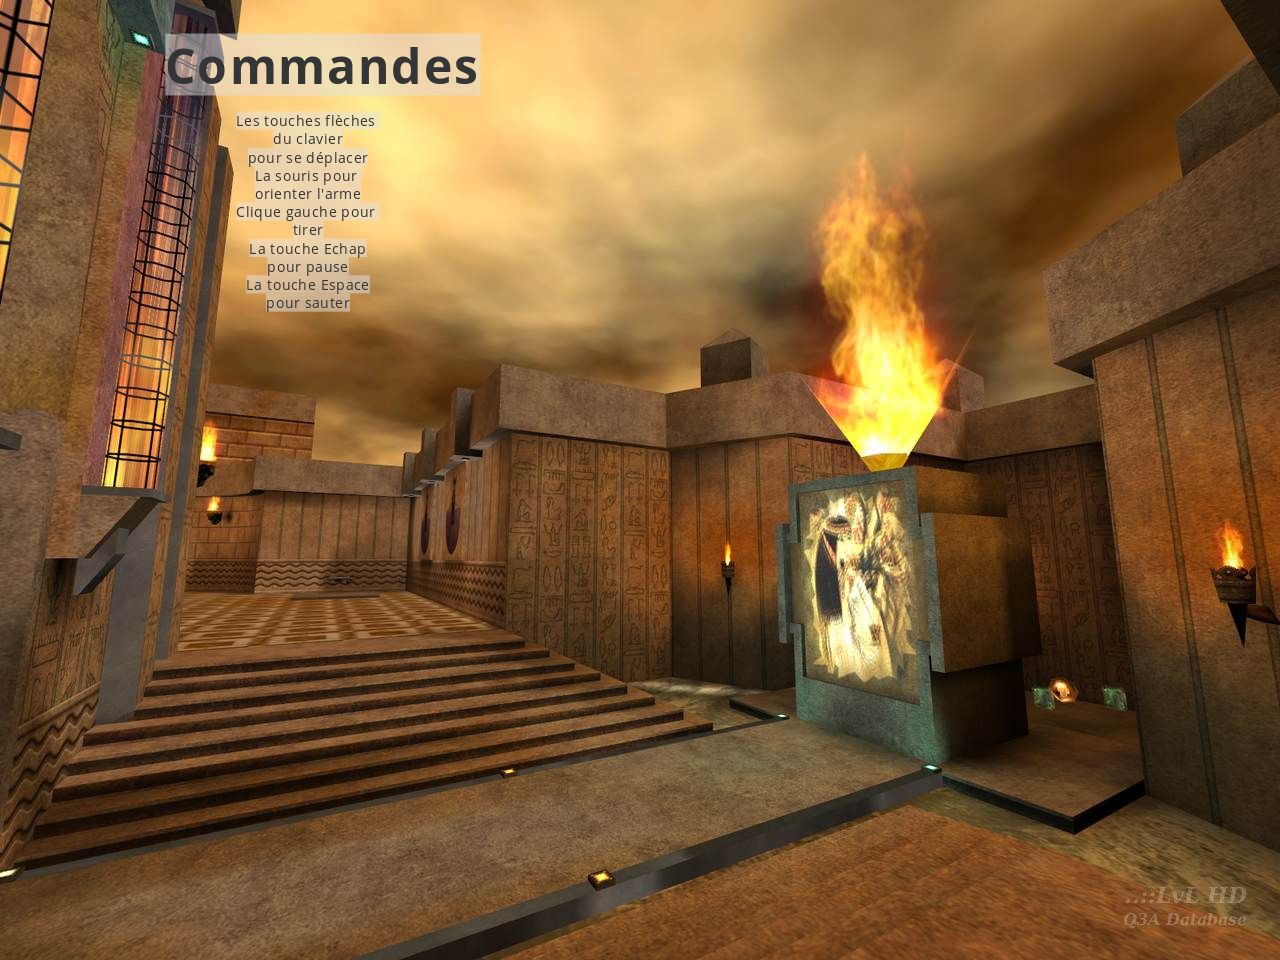 Commandes
Les touches flèches
du clavier
pour se déplacer
La souris pour
orienter l'arme
Clique gauche pour
tirer
La touche Echap
pour pause
La touche Espace
pour sauter
..::LvL HD
Q3A Database